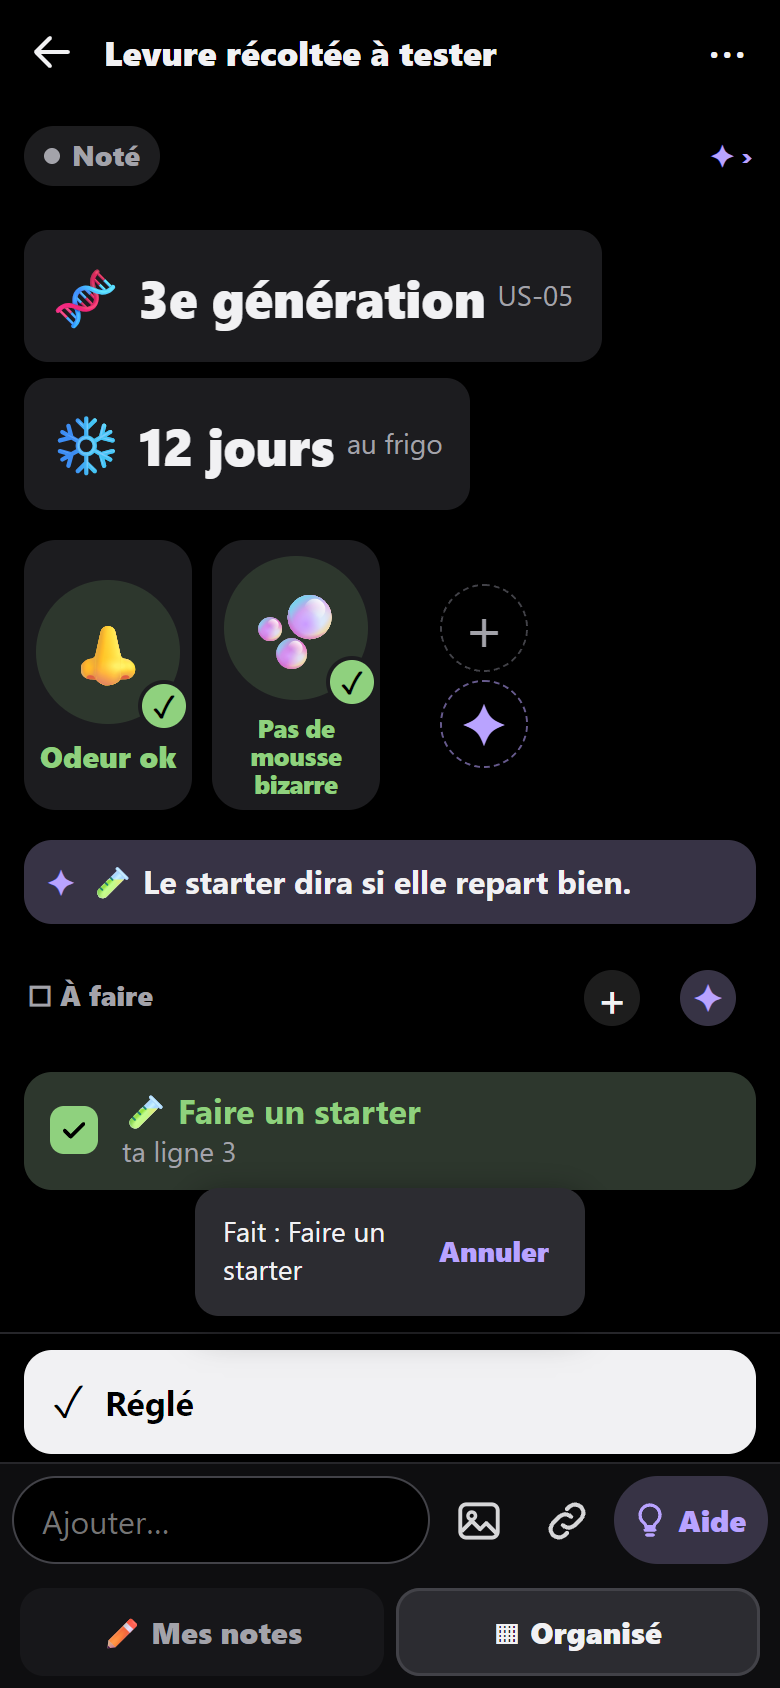 Levure récoltée à tester
Noté
3e génération US-05
12 jours au frigo
Odeur ok
Pas de
mousse
bizarre
Le starter dira si elle repart bien.
À faire
Faire un starter
ta ligne 3
Fait : Faire un
starter
Annuler
Réglé
Ajouter...
Aide
Mes notes
Organisé